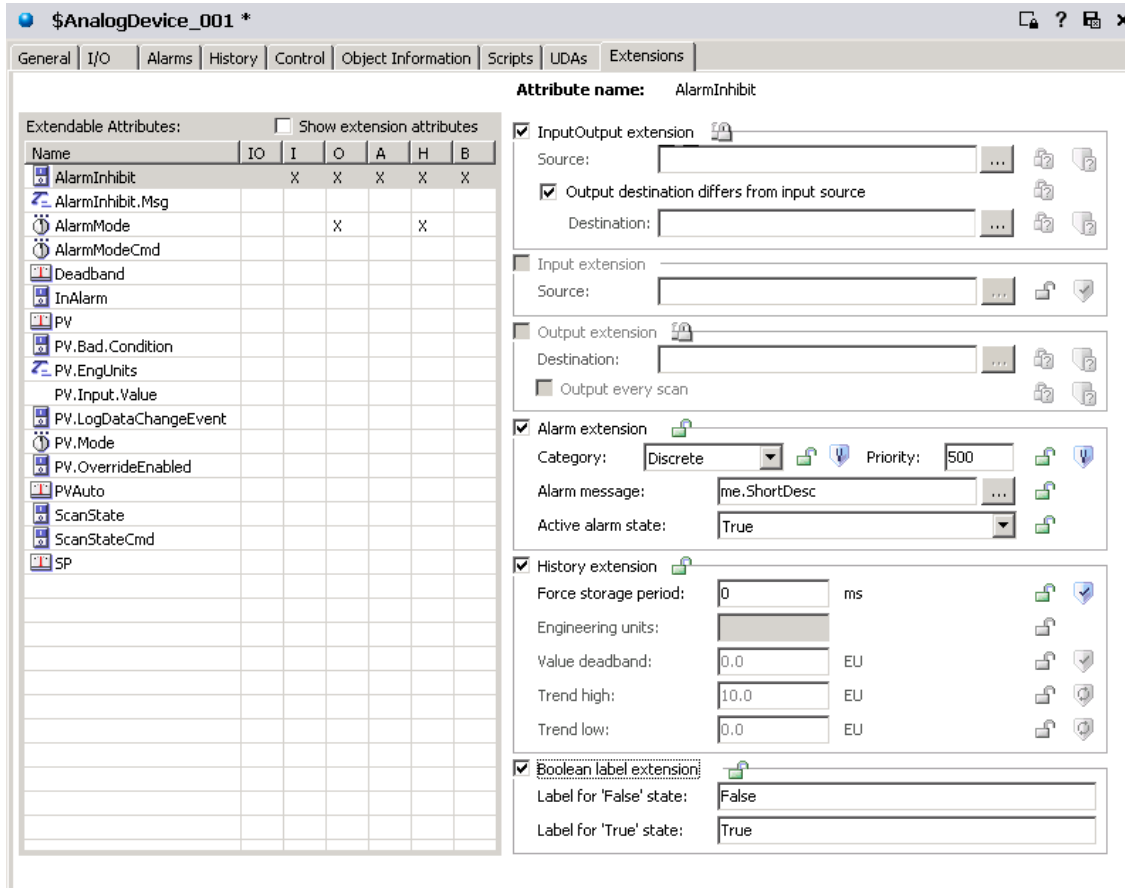 $AnalogDevice_001 *
?
General I/O Alarms History Control Object Information Scripts UDAs Extensions
Attribute name: AlarmInhibit
Extendable Attributes: Show extension attributes
Name IO I O A H B
AlarmInhibit X X X X X
AlarmInhibit.Msg
AlarmMode X X
AlarmModeCmd
Deadband
InAlarm
PV
PV.Bad.Condition
PV.EngUnits
PV.Input.Value
PV.LogDataChangeEvent
PV.Mode
PV.OverrideEnabled
PVAuto
ScanState
ScanStateCmd
SP
InputOutput extension
Source: ...
Output destination differs from input source
Destination: ...
Input extension
Source: ...
Output extension
Destination: ...
Output every scan
Alarm extension
Category: Discrete Priority: 500
Alarm message: me.ShortDesc ...
Active alarm state: True
History extension
Force storage period: 0 ms
Engineering units:
Value deadband: 0.0 EU
Trend high: 10.0 EU
Trend low: 0.0 EU
Boolean label extension
Label for 'False' state: False
Label for 'True' state: True